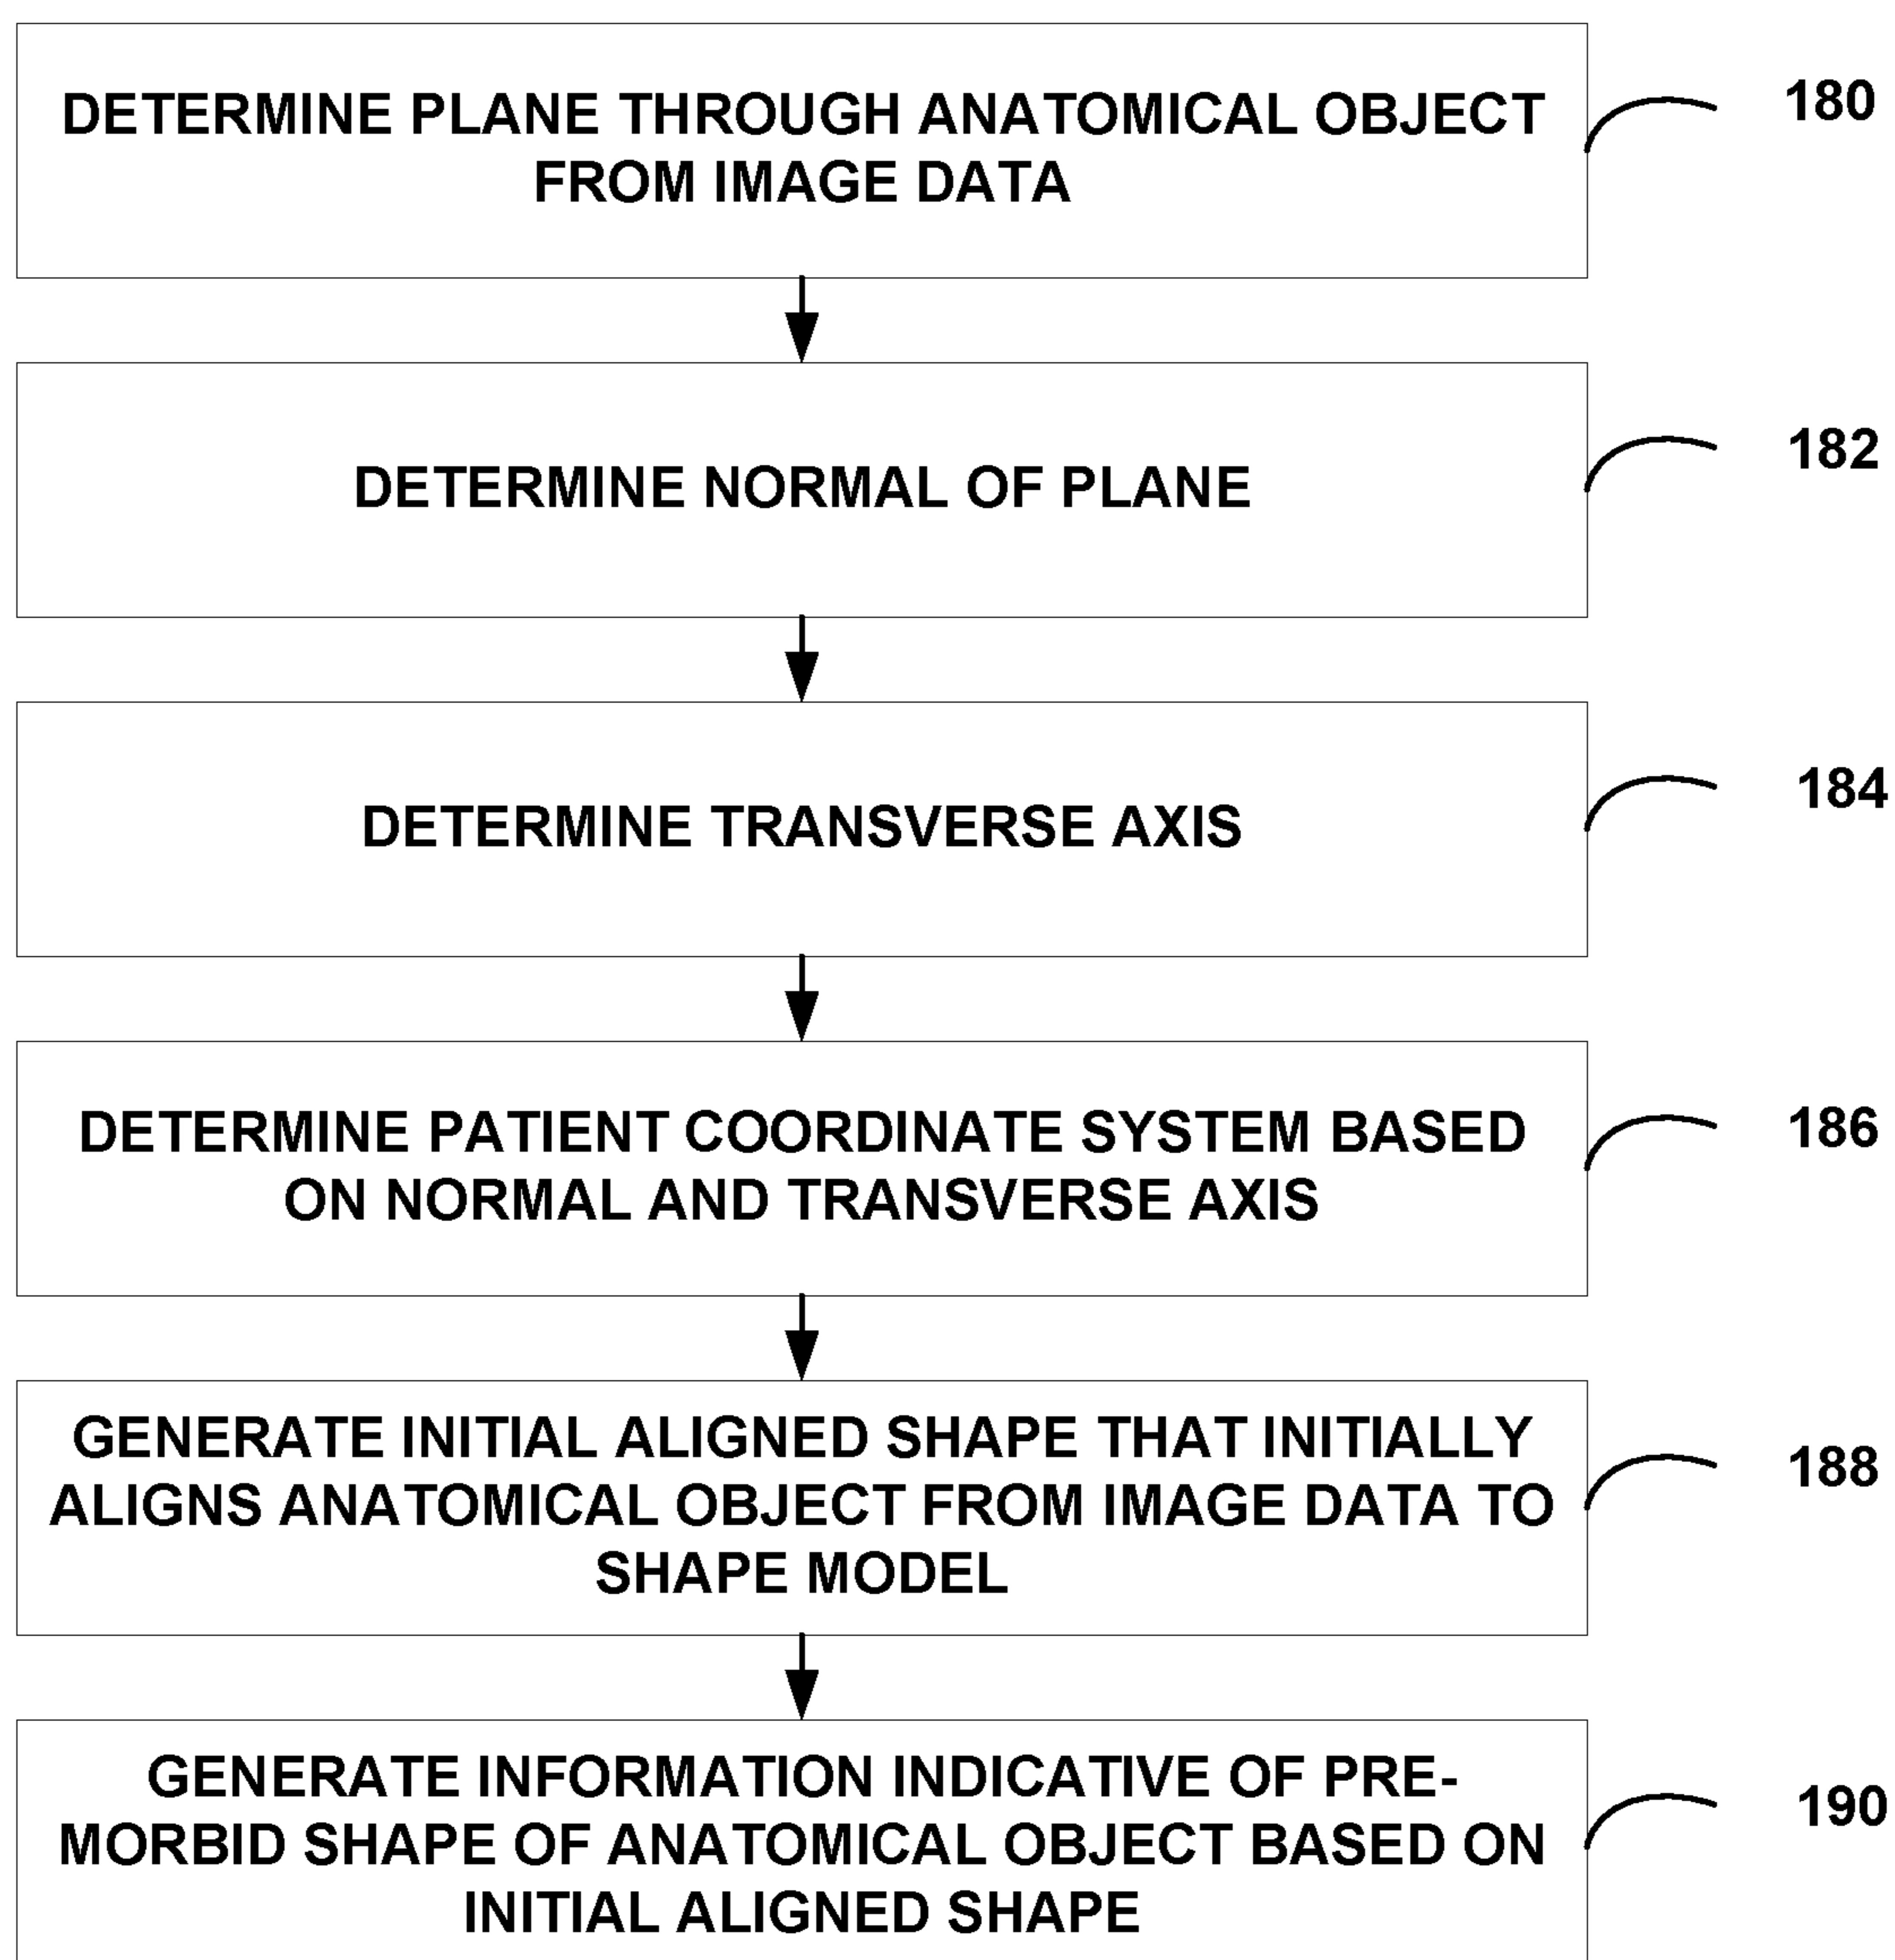 DETERMINE PLANE THROUGH ANATOMICAL OBJECT
FROM IMAGE DATA
180
DETERMINE NORMAL OF PLANE
182
DETERMINE TRANSVERSE AXIS
184
DETERMINE PATIENT COORDINATE SYSTEM BASED
ON NORMAL AND TRANSVERSE AXIS
186
GENERATE INITIAL ALIGNED SHAPE THAT INITIALLY
ALIGNS ANATOMICAL OBJECT FROM IMAGE DATA TO
SHAPE MODEL
188
GENERATE INFORMATION INDICATIVE OF PRE-
MORBID SHAPE OF ANATOMICAL OBJECT BASED ON
INITIAL ALIGNED SHAPE
190